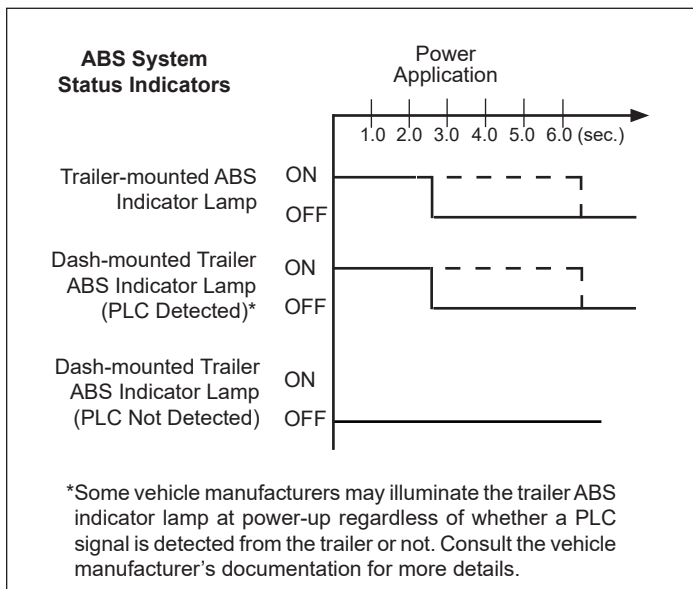 ABS System
Status Indicators
Power
Application
1.0 2.0 3.0 4.0 5.0 6.0 (sec.)
Trailer-mounted ABS
Indicator Lamp
ON
OFF
Dash-mounted Trailer
ABS Indicator Lamp
(PLC Detected)*
ON
OFF
Dash-mounted Trailer
ABS Indicator Lamp
(PLC Not Detected)
ON
OFF
*Some vehicle manufacturers may illuminate the trailer ABS
indicator lamp at power-up regardless of whether a PLC
signal is detected from the trailer or not. Consult the vehicle
manufacturer’s documentation for more details.